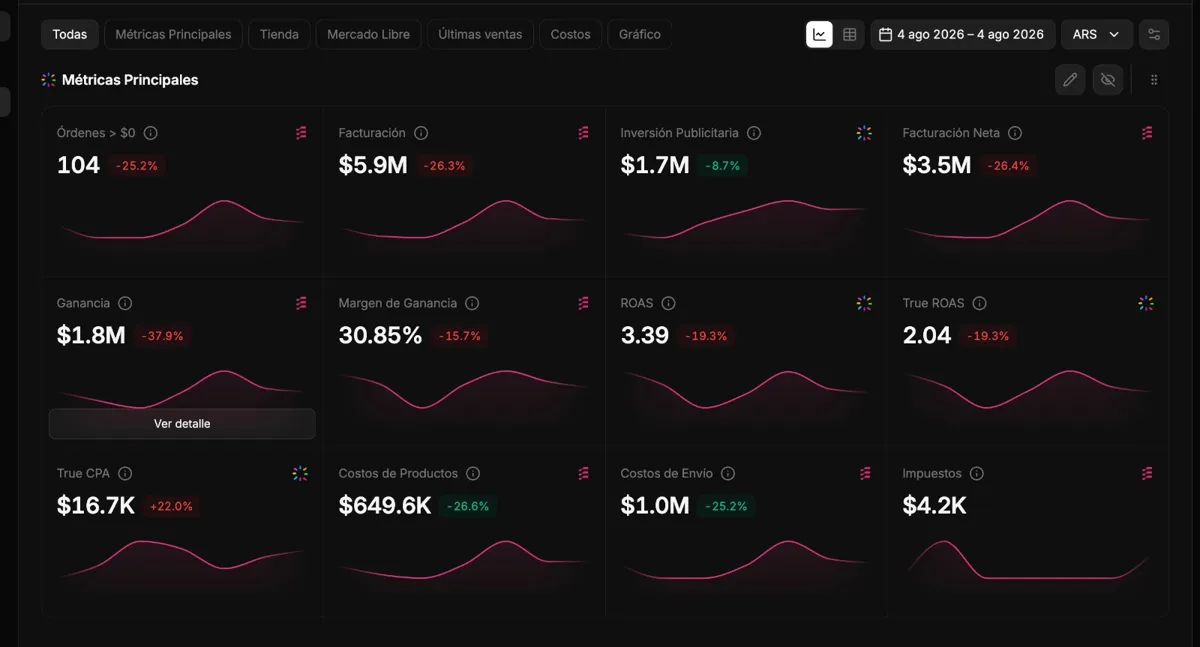 Todas Métricas Principales Tienda Mercado Libre Últimas ventas Costos Gráfico 4 ago 2026 – 4 ago 2026 ARS
Métricas Principales
Órdenes > $0 Facturación Inversión Publicitaria Facturación Neta
104 -25.2% $5.9M -26.3% $1.7M -8.7% $3.5M -26.4%
Ganancia Margen de Ganancia ROAS True ROAS
$1.8M -37.9% 30.85% -15.7% 3.39 -19.3% 2.04 -19.3%
Ver detalle
True CPA Costos de Productos Costos de Envío Impuestos
$16.7K +22.0% $649.6K -26.6% $1.0M -25.2% $4.2K